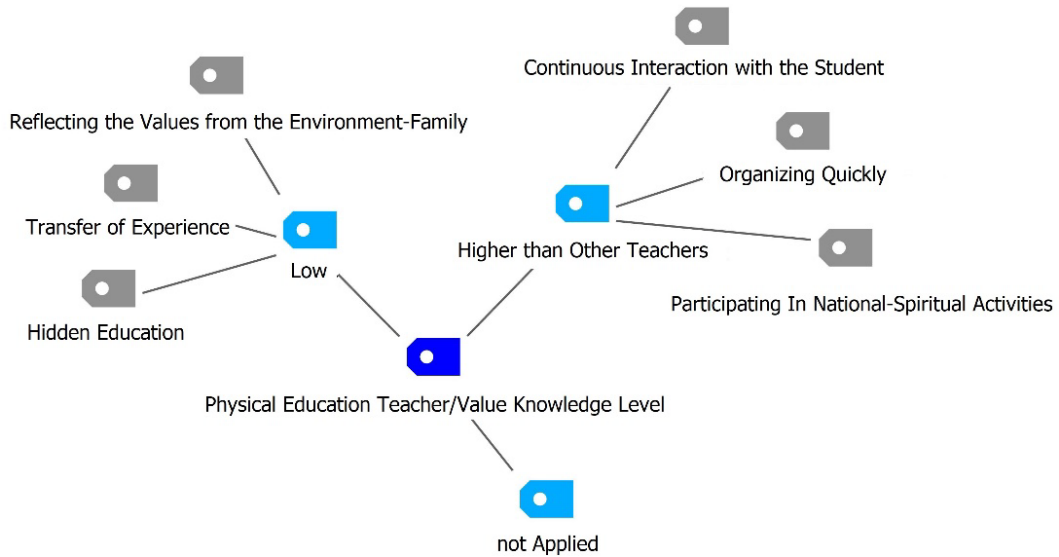 Continuous Interaction with the Student
Reflecting the Values from the Environment-Family
Organizing Quickly
Transfer of Experience
Higher than Other Teachers
Low
Participating In National-Spiritual Activities
Hidden Education
Physical Education Teacher/Value Knowledge Level
not Applied